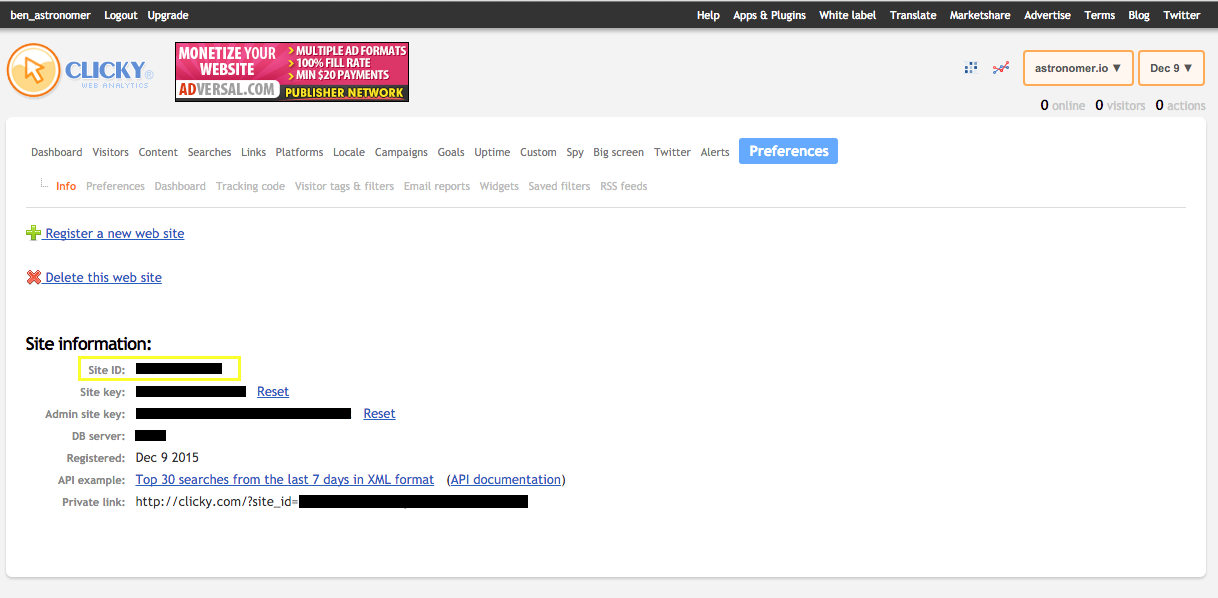 ben_astronomer Logout Upgrade Help Apps & Plugins White label Translate Marketshare Advertise Terms Blog Twitter
CLICKY®
WEB ANALYTICS
MONETIZE YOUR
WEBSITE
ADVERSAL.COM
> MULTIPLE AD FORMATS
> 100% FILL RATE
> MIN $20 PAYMENTS
PUBLISHER NETWORK
astronomer.io ▼ Dec 9 ▼
0 online 0 visitors 0 actions
Dashboard Visitors Content Searches Links Platforms Locale Campaigns Goals Uptime Custom Spy Big screen Twitter Alerts Preferences
Info Preferences Dashboard Tracking code Visitor tags & filters Email reports Widgets Saved filters RSS feeds
Register a new web site
Delete this web site
Site information:
Site ID:
Site key: Reset
Admin site key: Reset
DB server:
Registered: Dec 9 2015
API example: Top 30 searches from the last 7 days in XML format (API documentation)
Private link: http://clicky.com/?site_id=